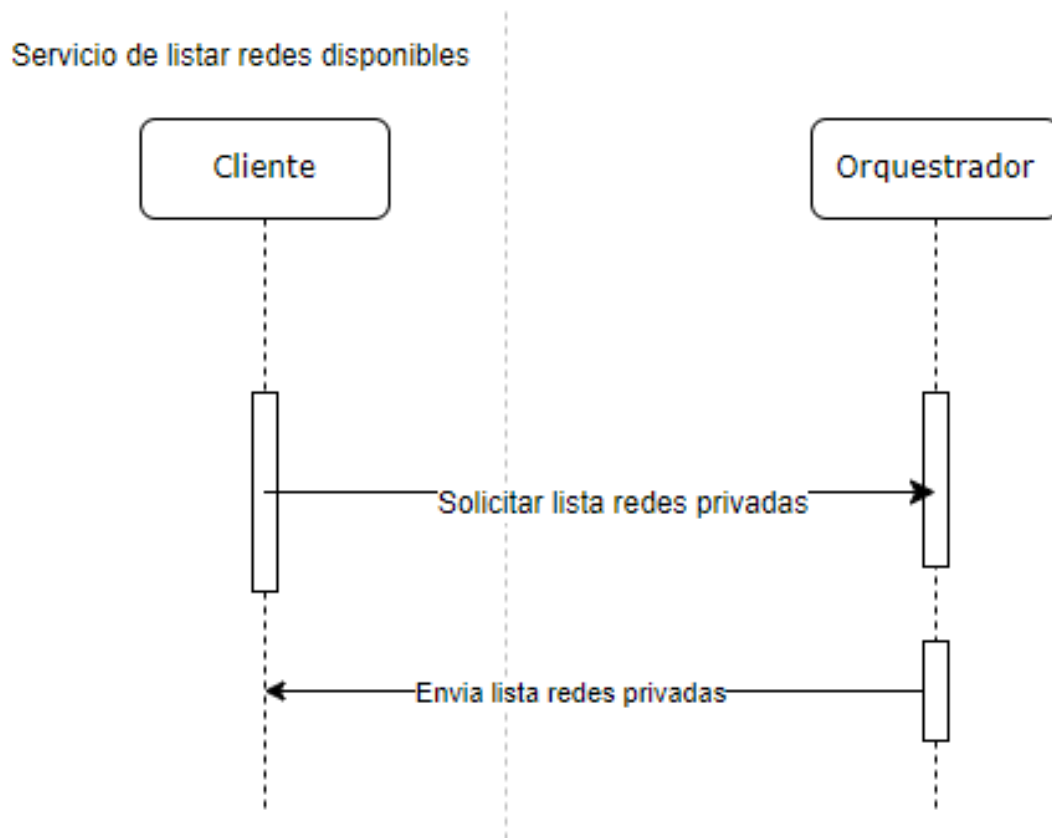 Servicio de listar redes disponibles
Cliente
Orquestrador
Solicitar lista redes privadas
Envia lista redes privadas